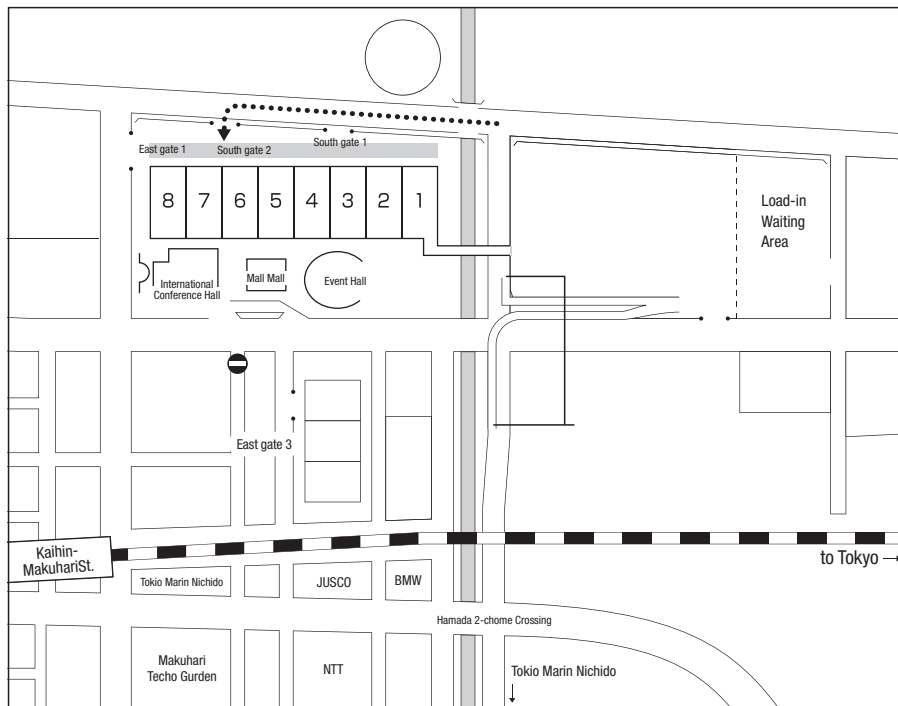 East gate 1
South gate 2
South gate 1
8
7
6
5
4
3
2
1
Load-in
Waiting
Area
International
Conference Hall
Mall Mall
Event Hall
East gate 3
Kaihin-
MakuhariSt.
to Tokyo →
Tokio Marin Nichido
JUSCO
BMW
Hamada 2-chome Crossing
Makuhari
Techo Gurden
NTT
Tokio Marin Nichido
↓